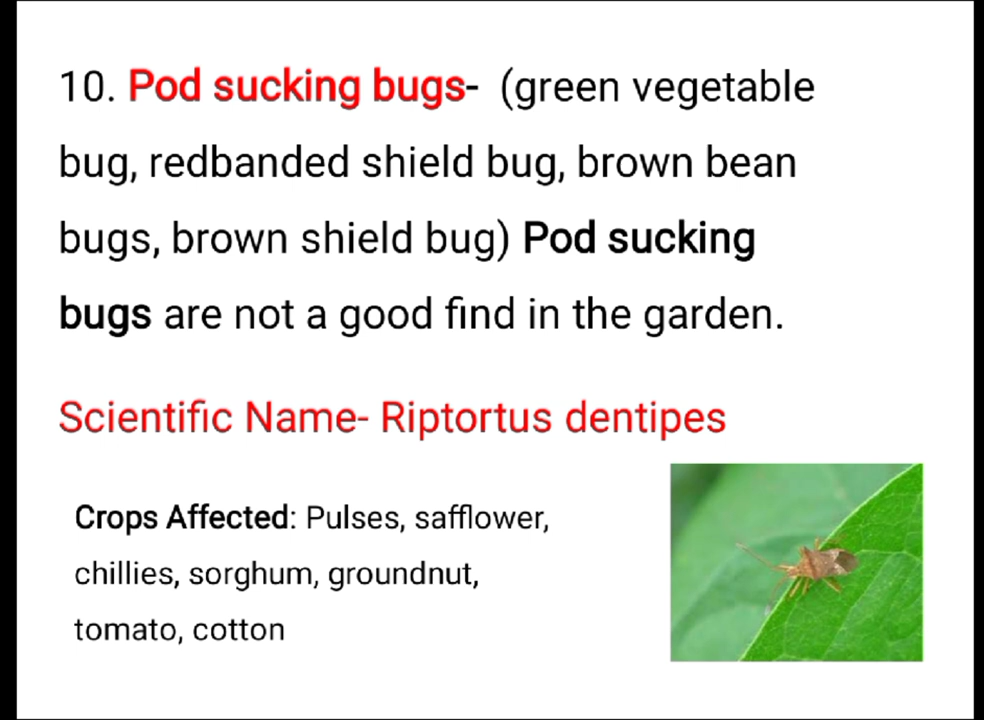 10. Pod sucking bugs-  (green vegetable
bug, redbanded shield bug, brown bean
bugs, brown shield bug) Pod sucking
bugs are not a good find in the garden.
Scientific Name- Riptortus dentipes
Crops Affected: Pulses, safflower,
chillies, sorghum, groundnut,
tomato, cotton